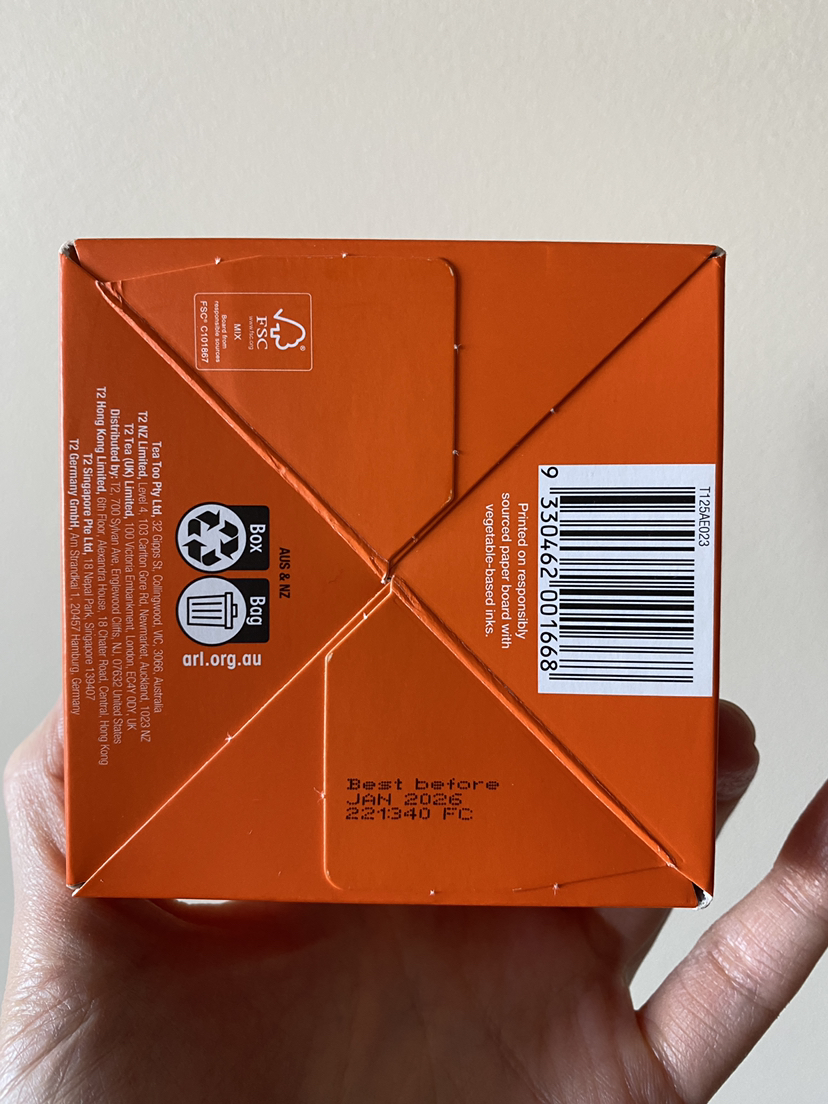 FSC
®
www.fsc.org
MIX
Board from
responsible sources
FSC® C101867
AUS & NZ
Box
Bag
arl.org.au
Tea Too Pty Ltd, 32 Gipps St, Collingwood, VIC, 3066, Australia
T2 NZ Limited, Level 4, 103 Carlton Gore Rd, Newmarket, Auckland, 1023 NZ
T2 Tea (UK) Limited, 100 Victoria Embankment, London, EC4Y 0DY, UK
Distributed by: T2, 700 Sylvan Ave, Englewood Cliffs, NJ, 07632 United States
T2 Hong Kong Limited, 6th Floor, Alexandra House, 18 Chater Road, Central, Hong Kong
T2 Singapore Pte Ltd, 18 Nepal Park, Singapore 139407
T2 Germany GmbH, Am Strandkai 1, 20457 Hamburg, Germany
T125AE023
9 330462 001668
Printed on responsibly
sourced paper board with
vegetable-based inks.
Best before
JAN 2026
221340 FC